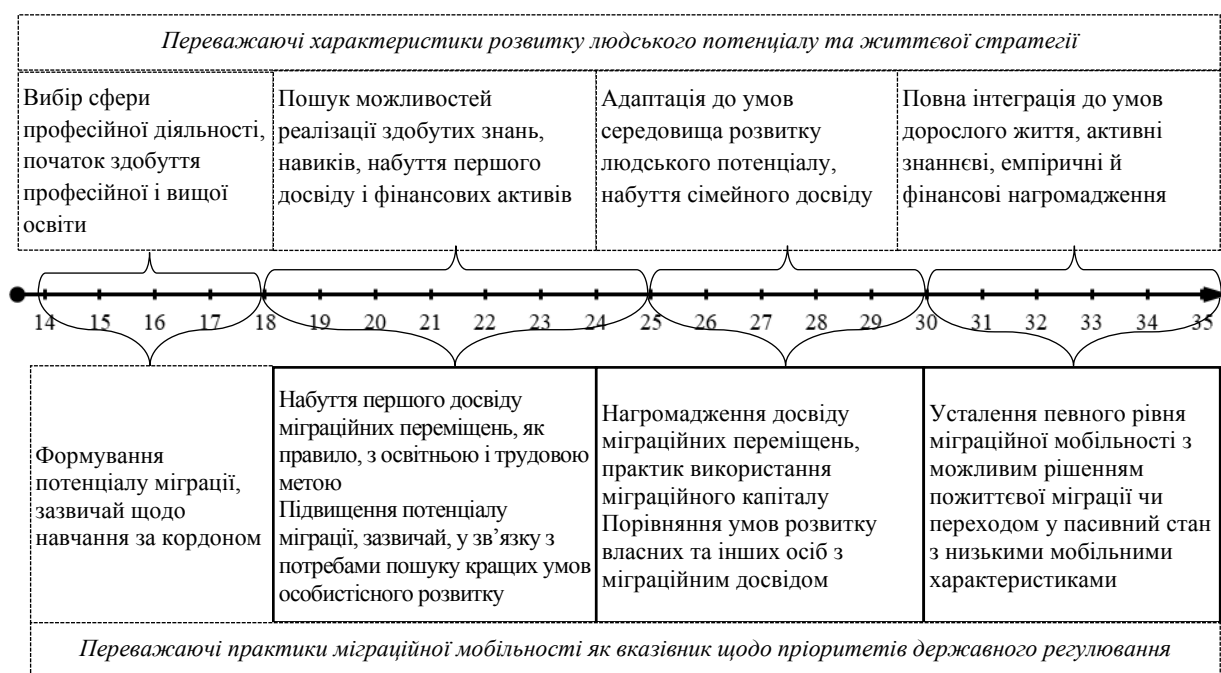 Переважаючі характеристики розвитку людського потенціалу та життєвої стратегії
Вибір сфери
професійної діяльності,
початок здобуття
професійної і вищої
освіти
Пошук можливостей
реалізації здобутих знань,
навиків, набуття першого
досвіду і фінансових активів
Адаптація до умов
середовища розвитку
людського потенціалу,
набуття сімейного досвіду
Повна інтеграція до умов
дорослого життя, активні
знаннєві, емпіричні й
фінансові нагромадження
14 15 16 17 18 19 20 21 22 23 24 25 26 27 28 29 30 31 32 33 34 35
Формування
потенціалу міграції,
зазвичай щодо
навчання за кордоном
Набуття першого досвіду
міграційних переміщень, як
правило, з освітньою і трудовою
метою
Підвищення потенціалу
міграції, зазвичай, у зв’язку з
потребами пошуку кращих умов
особистісного розвитку
Нагромадження досвіду
міграційних переміщень,
практик використання
міграційного капіталу
Порівняння умов розвитку
власних та інших осіб з
міграційним досвідом
Усталення певного рівня
міграційної мобільності з
можливим рішенням
пожиттєвої міграції чи
переходом у пасивний стан
з низькими мобільними
характеристиками
Переважаючі практики міграційної мобільності як вказівник щодо пріоритетів державного регулювання